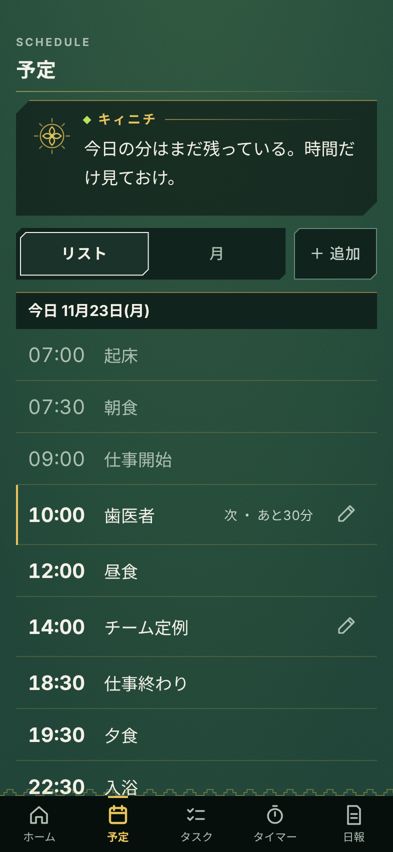 SCHEDULE
予定
キィニチ
今日の分はまだ残っている。時間だ
け見ておけ。
リスト
月
＋ 追加
今日 11月23日(月)
07:00 起床
07:30 朝食
09:00 仕事開始
10:00 歯医者 次・あと30分
12:00 昼食
14:00 チーム定例
18:30 仕事終わり
19:30 夕食
22:30 入浴
ホーム
予定
タスク
タイマー
日報